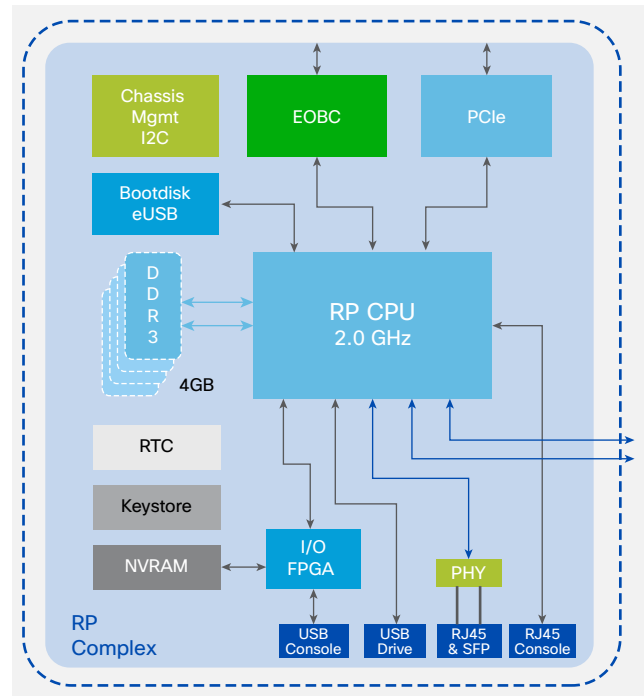 Chassis
Mgmt
I2C
EOBC
PCIe
Bootdisk
eUSB
D
D
R
3
4GB
RP CPU
2.0 GHz
RTC
Keystore
NVRAM
I/O
FPGA
PHY
RP
Complex
USB
Console
USB
Drive
RJ45
& SFP
RJ45
Console